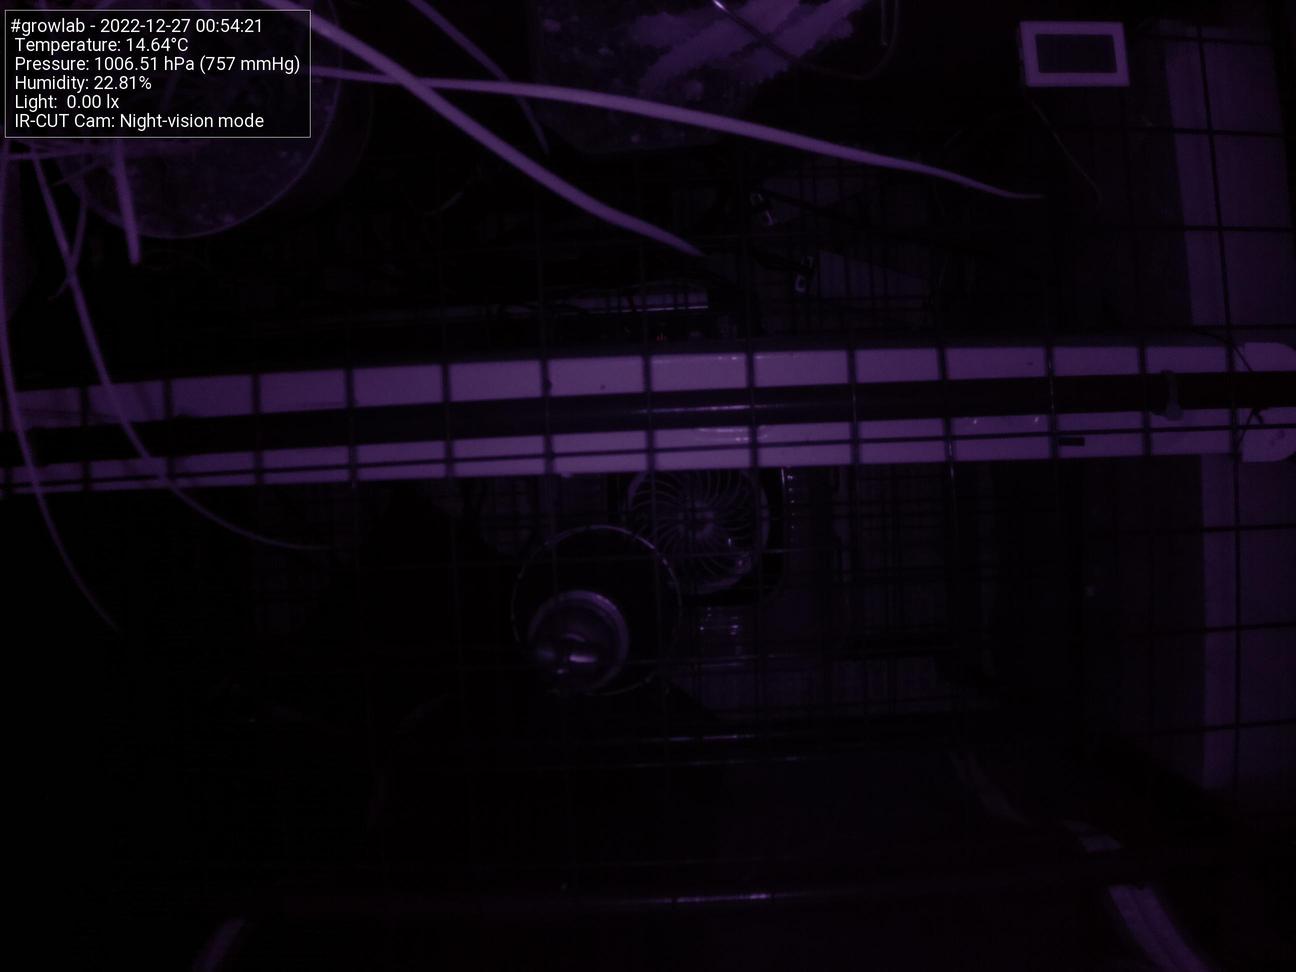 #growlab - 2022-12-27 00:54:21
Temperature: 14.64°C
Pressure: 1006.51 hPa (757 mmHg)
Humidity: 22.81%
Light: 0.00 lx
IR-CUT Cam: Night-vision mode